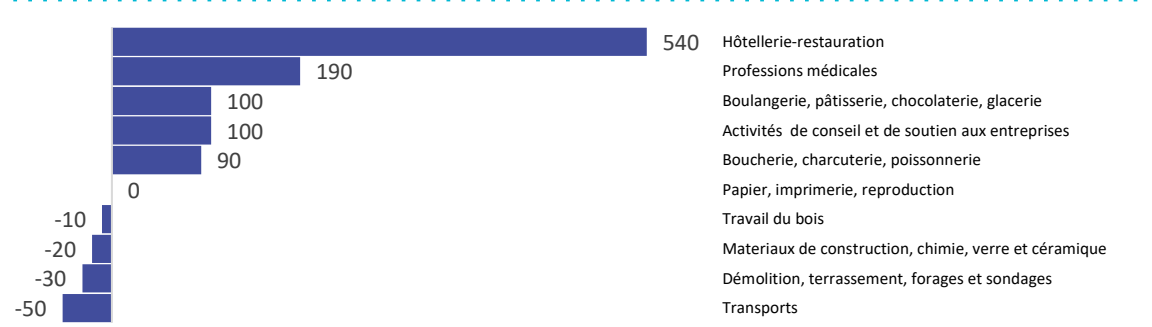 540 Hôtellerie-restauration
190 Professions médicales
100 Boulangerie, pâtisserie, chocolaterie, glacerie
100 Activités de conseil et de soutien aux entreprises
90 Boucherie, charcuterie, poissonnerie
0 Papier, imprimerie, reproduction
-10 Travail du bois
-20 Materiaux de construction, chimie, verre et céramique
-30 Démolition, terrassement, forages et sondages
-50 Transports